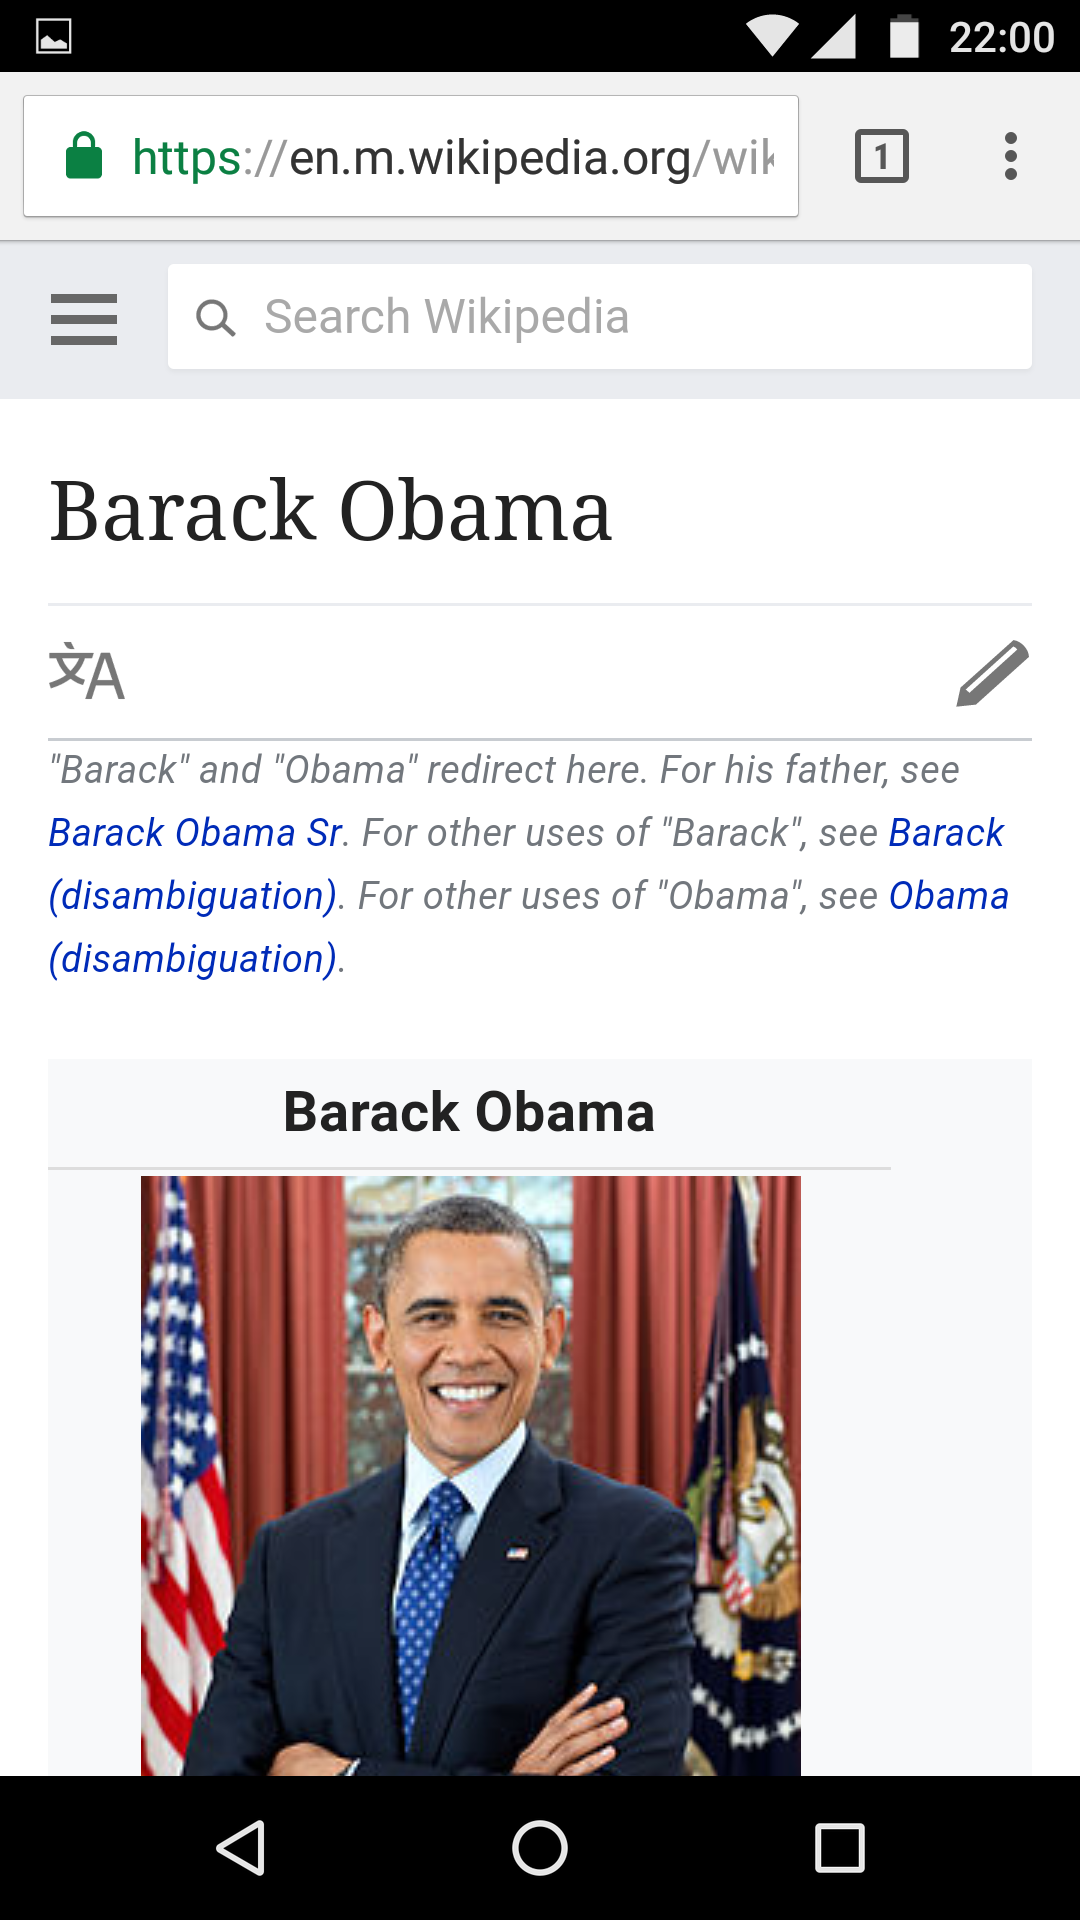 22:00
https://en.m.wikipedia.org/wik
1
Search Wikipedia
Barack Obama
文A
"Barack" and "Obama" redirect here. For his father, see
Barack Obama Sr. For other uses of "Barack", see Barack
(disambiguation). For other uses of "Obama", see Obama
(disambiguation).
Barack Obama